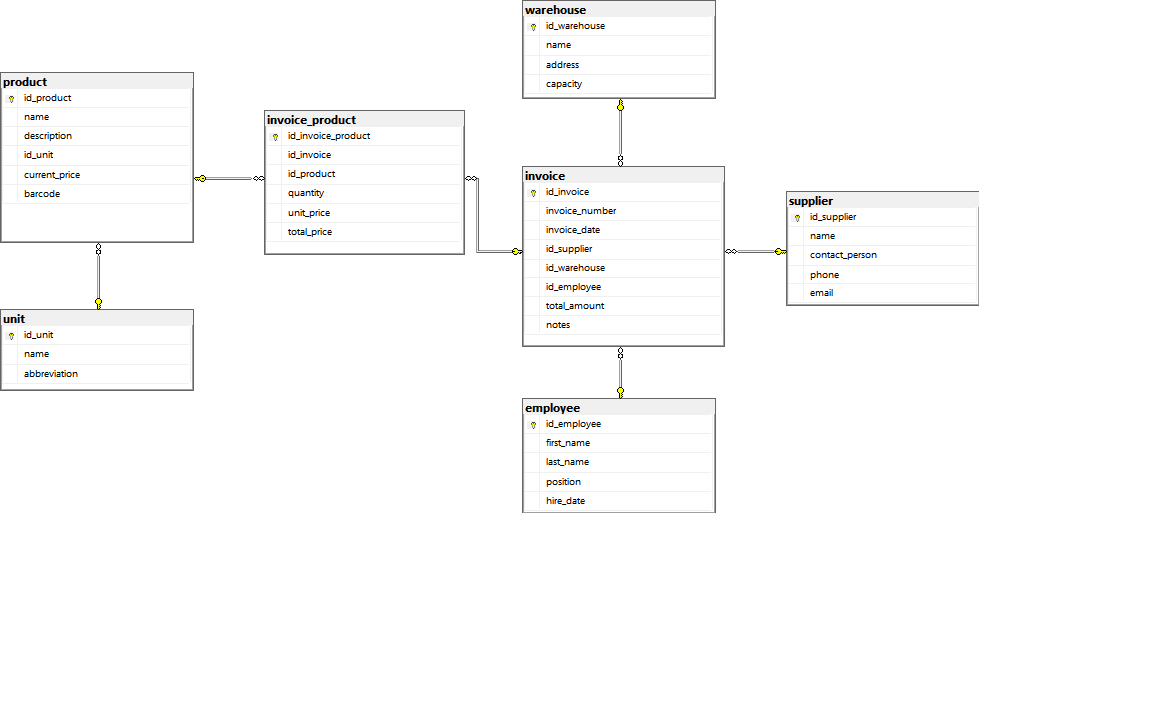 warehouse
id_warehouse
name
address
capacity
product
id_product
name
description
id_unit
current_price
barcode
invoice_product
id_invoice_product
id_invoice
id_product
quantity
unit_price
total_price
invoice
id_invoice
invoice_number
invoice_date
id_supplier
id_warehouse
id_employee
total_amount
notes
supplier
id_supplier
name
contact_person
phone
email
unit
id_unit
name
abbreviation
employee
id_employee
first_name
last_name
position
hire_date